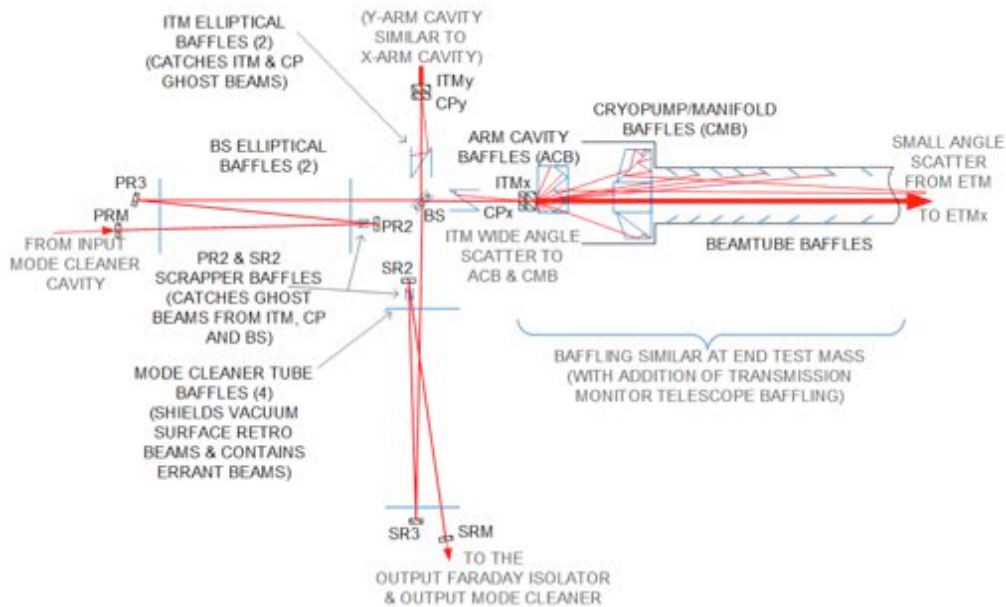 ITM ELLIPTICAL
BAFFLES (2)
(CATCHES ITM & CP
GHOST BEAMS)
(Y-ARM CAVITY
SIMILAR TO
X-ARM CAVITY)
ITMy
CPy
BS ELLIPTICAL
BAFFLES (2)
ARM CAVITY
BAFFLES (ACB)
CRYOPUMP/MANIFOLD
BAFFLES (CMB)
SMALL ANGLE
SCATTER
FROM ETM
PR3
PRM
FROM INPUT
MODE CLEANER
CAVITY
PR2
BS
ITMx
CPx
TO ETMx
BEAMTUBE BAFFLES
ITM WIDE ANGLE
SCATTER TO
ACB & CMB
PR2 & SR2
SCRAPPER BAFFLES
(CATCHES GHOST
BEAMS FROM ITM, CP
AND BS)
SR2
MODE CLEANER TUBE
BAFFLES (4)
(SHIELDS VACUUM
SURFACE RETRO
BEAMS & CONTAINS
ERRANT BEAMS)
BAFFLING SIMILAR AT END TEST MASS
(WITH ADDITION OF TRANSMISSION
MONITOR TELESCOPE BAFFLING)
SR3
SRM
TO THE
OUTPUT FARADAY ISOLATOR
& OUTPUT MODE CLEANER